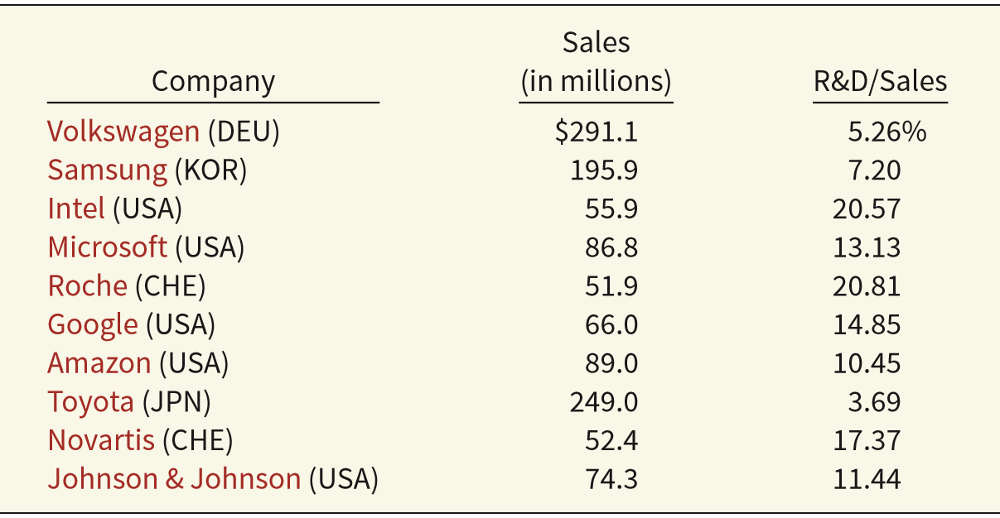 Sales
Company (in millions) R&D/Sales
Volkswagen (DEU) $291.1 5.26%
Samsung (KOR) 195.9 7.20
Intel (USA) 55.9 20.57
Microsoft (USA) 86.8 13.13
Roche (CHE) 51.9 20.81
Google (USA) 66.0 14.85
Amazon (USA) 89.0 10.45
Toyota (JPN) 249.0 3.69
Novartis (CHE) 52.4 17.37
Johnson & Johnson (USA) 74.3 11.44